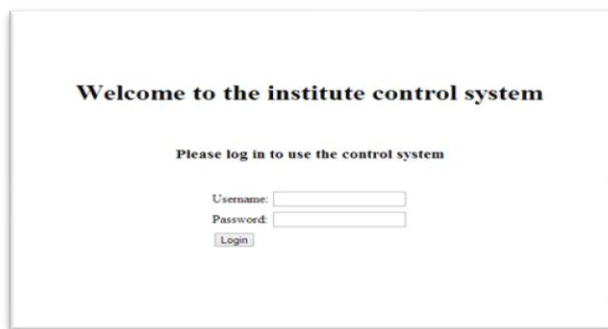 Welcome to the institute control system
Please log in to use the control system
Username:
Password:
Login